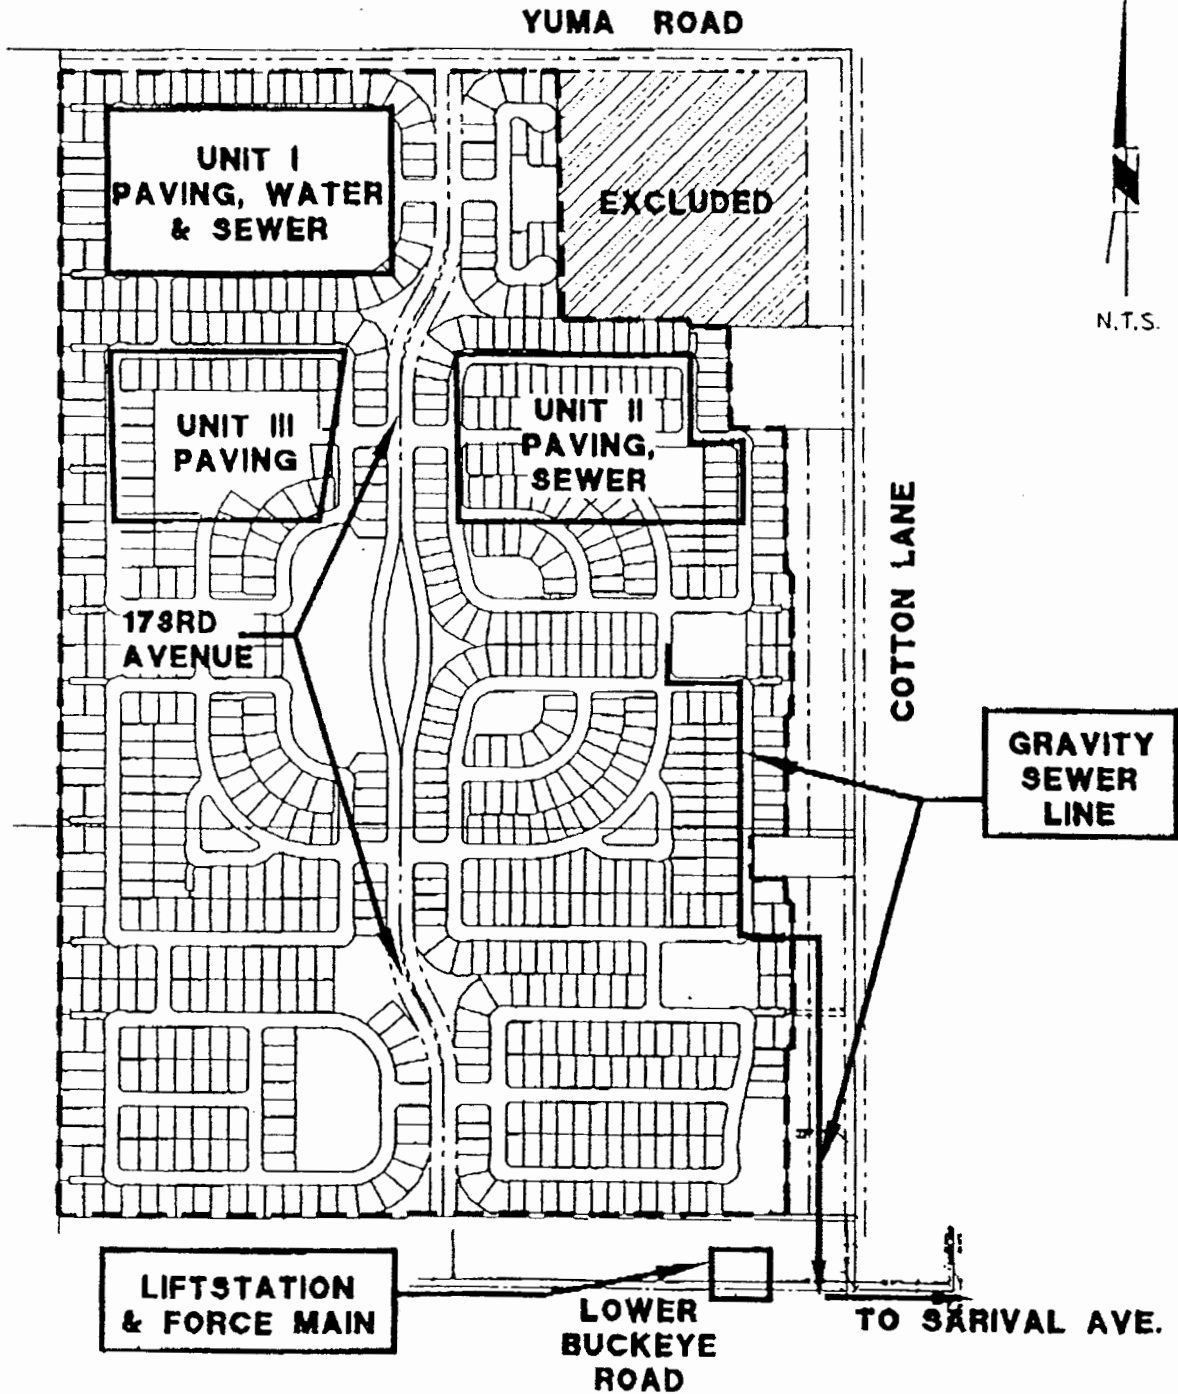 YUMA ROAD
UNIT I
PAVING, WATER
& SEWER
EXCLUDED
N.T.S.
UNIT III
PAVING
UNIT II
PAVING,
SEWER
173RD
AVENUE
COTTON LANE
GRAVITY
SEWER
LINE
LIFTSTATION
& FORCE MAIN
LOWER
BUCKEYE
ROAD
TO SARIVAL AVE.